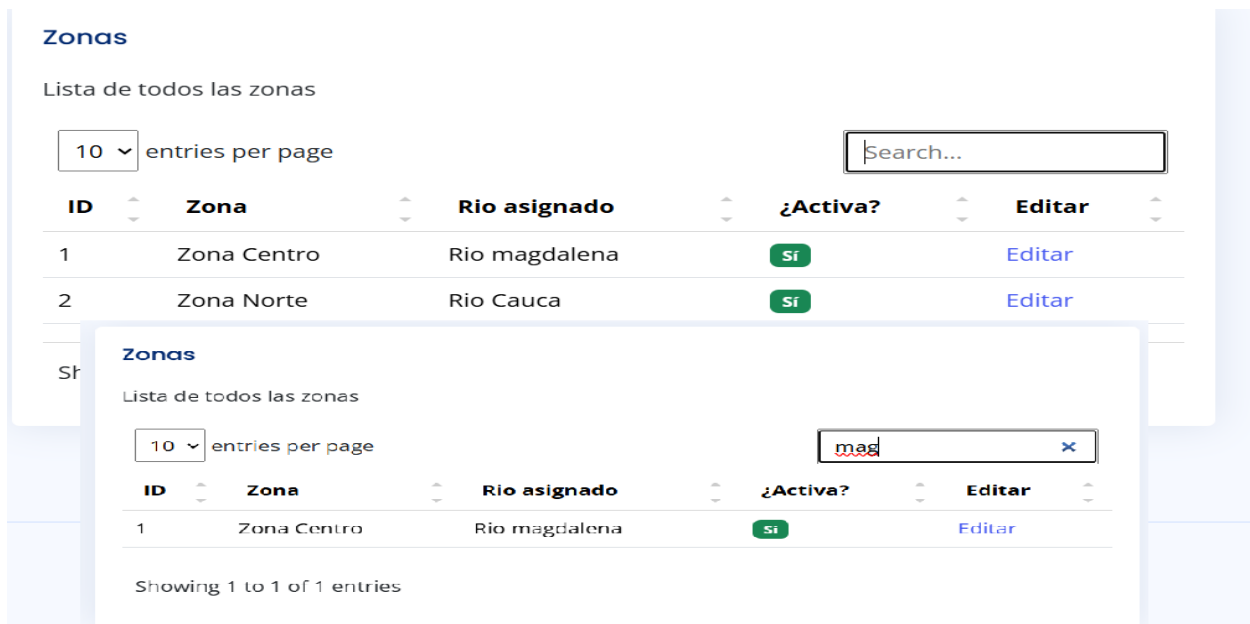 Zonas
Lista de todos las zonas
10 entries per page
Search...
ID Zona Rio asignado ¿Activa? Editar
1 Zona Centro Rio magdalena Sí Editar
2 Zona Norte Rio Cauca Sí Editar
Sh
Zonas
Lista de todos las zonas
10 entries per page
mag
ID Zona Rio asignado ¿Activa? Editar
1 Zona Centro Rio magdalena Sí Editar
Showing 1 to 1 of 1 entries